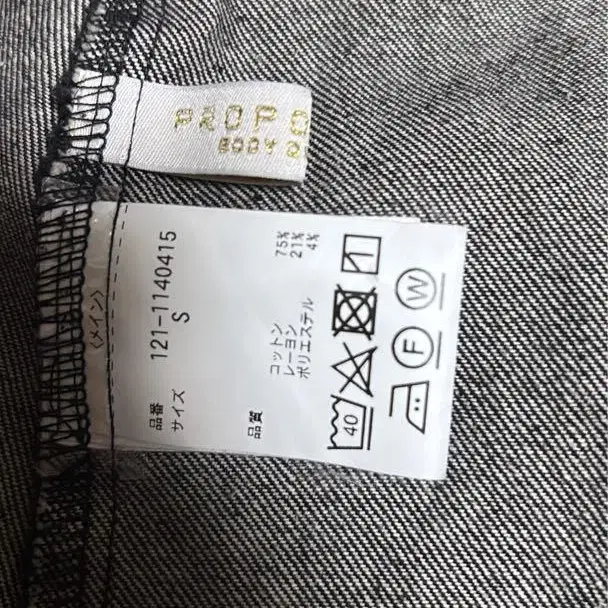 PROPO
BODY
(メイン)
品番 121-1140415
サイズ S
品質 コットン 75%
レーヨン 21%
ポリエステル 4%
40
F W